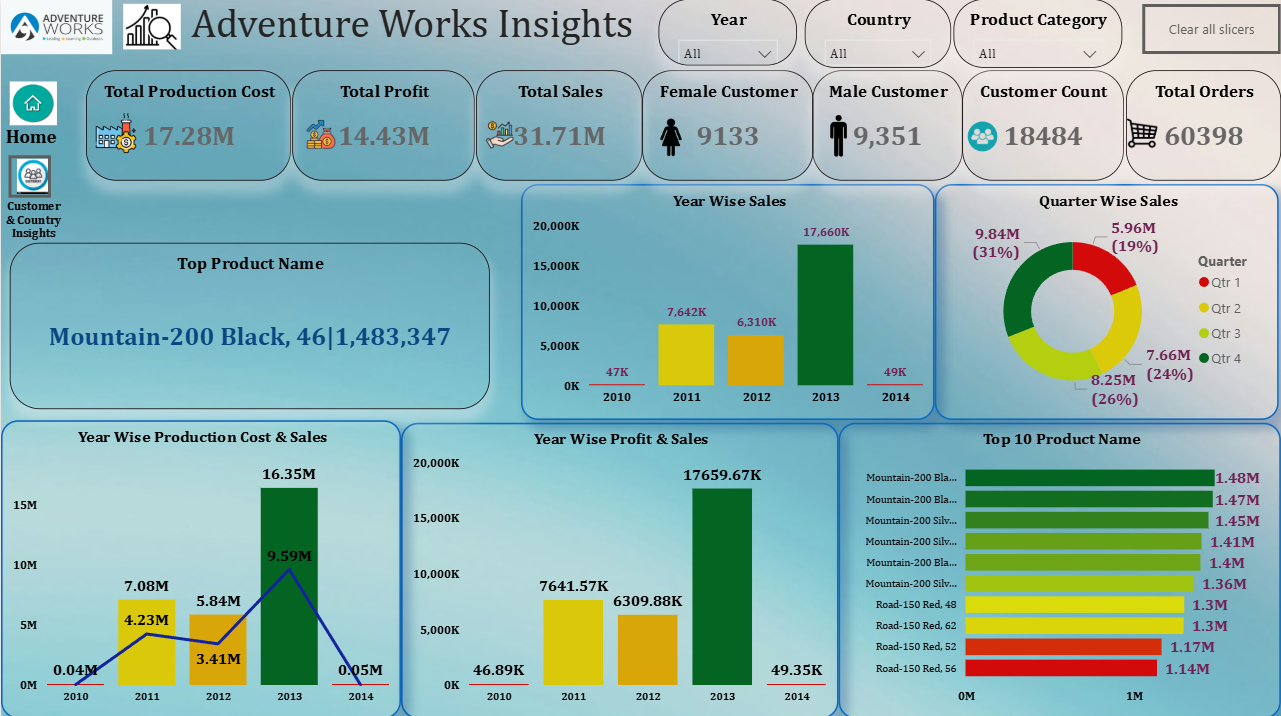 ADVENTURE
WORKS
Adventure Works Insights
Year
All
Country
All
Product Category
All
Clear all slicers
Home
Customer
& Country
Insights
Total Production Cost
17.28M
Total Profit
14.43M
Total Sales
31.71M
Female Customer
9133
Male Customer
9,351
Customer Count
18484
Total Orders
60398
Top Product Name
Mountain-200 Black, 46|1,483,347
Year Wise Sales
20,000K
15,000K
10,000K
5,000K
0K
47K
7,642K
6,310K
17,660K
49K
2010
2011
2012
2013
2014
Quarter Wise Sales
9.84M
(31%)
5.96M
(19%)
7.66M
(24%)
8.25M
(26%)
Quarter
Qtr 1
Qtr 2
Qtr 3
Qtr 4
Year Wise Production Cost & Sales
15M
10M
5M
0M
0.04M
7.08M
4.23M
5.84M
3.41M
16.35M
9.59M
0.05M
2010
2011
2012
2013
2014
Year Wise Profit & Sales
20,000K
15,000K
10,000K
5,000K
0K
46.89K
7641.57K
6309.88K
17659.67K
49.35K
2010
2011
2012
2013
2014
Top 10 Product Name
Mountain-200 Bla... 1.48M
Mountain-200 Bla... 1.47M
Mountain-200 Silv... 1.45M
Mountain-200 Silv... 1.41M
Mountain-200 Bla... 1.4M
Mountain-200 Silv... 1.36M
Road-150 Red, 48 1.3M
Road-150 Red, 62 1.3M
Road-150 Red, 52 1.17M
Road-150 Red, 56 1.14M
0M
1M